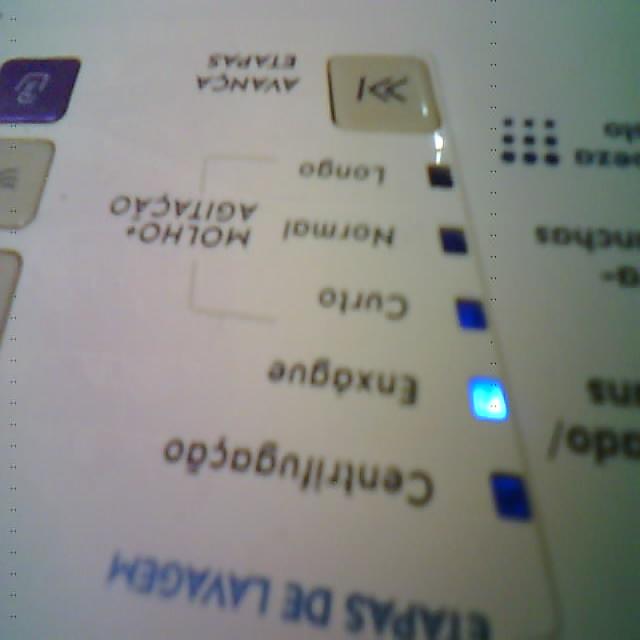 ETAPAS DE LAVAGEM
Centrifugação
Enxágue
Curto
Normal
Longo
MOLHO+
AGITAÇÃO
AVANÇA
ETAPAS